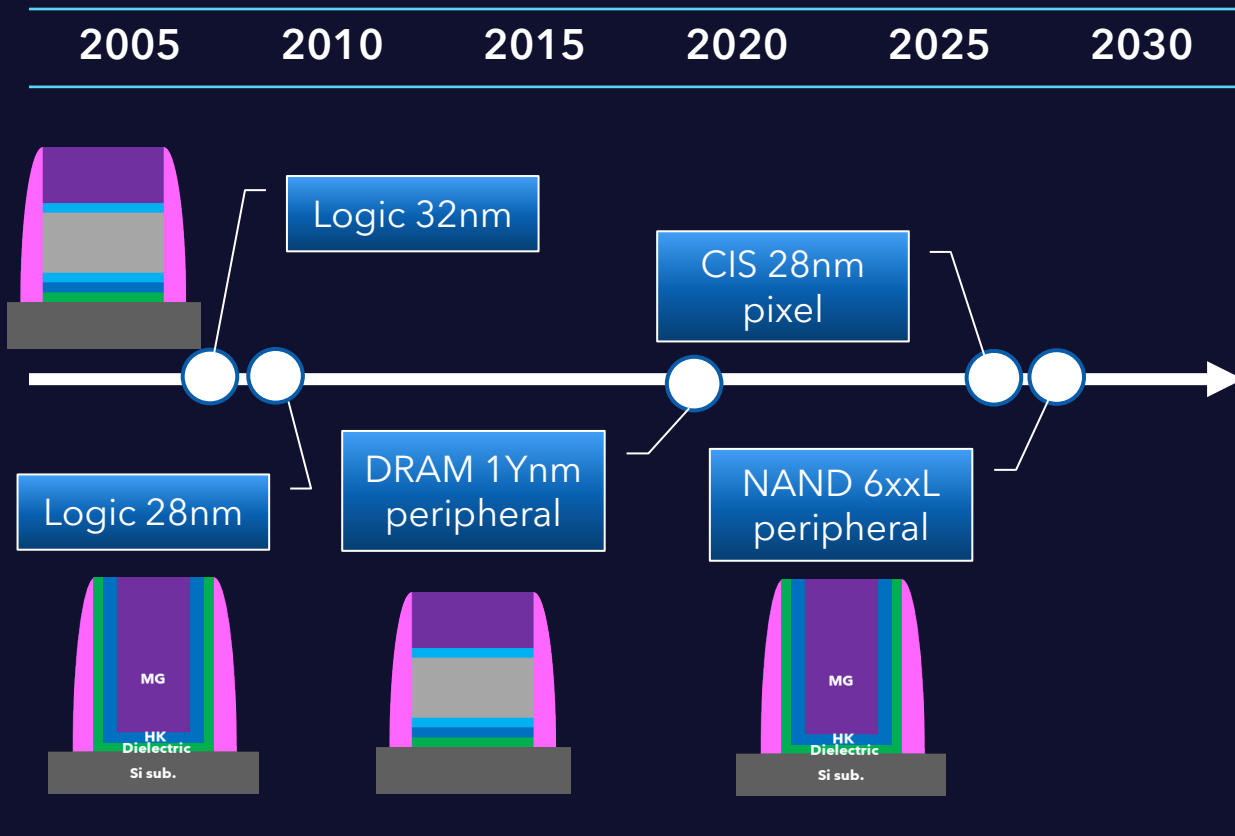 2005 2010 2015 2020 2025 2030
Logic 32nm
CIS 28nm
pixel
Logic 28nm
DRAM 1Ynm
peripheral
NAND 6xxL
peripheral
MG
HK
Dielectric
Si sub.
MG
HK
Dielectric
Si sub.